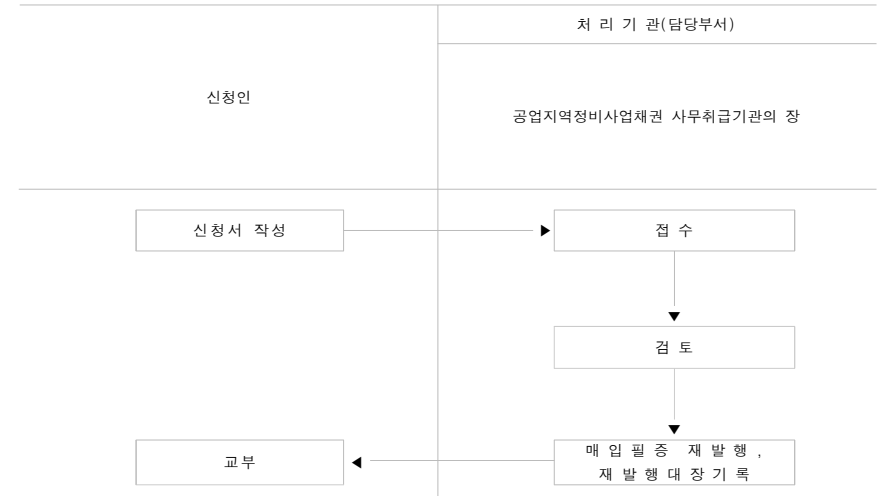 처 리 기 관(담당부서)
신청인
공업지역정비사업채권 사무취급기관의 장
신청서 작성
접 수
검 토
매 입 필 증 재 발 행 ,
재 발 행 대 장 기 록
교부